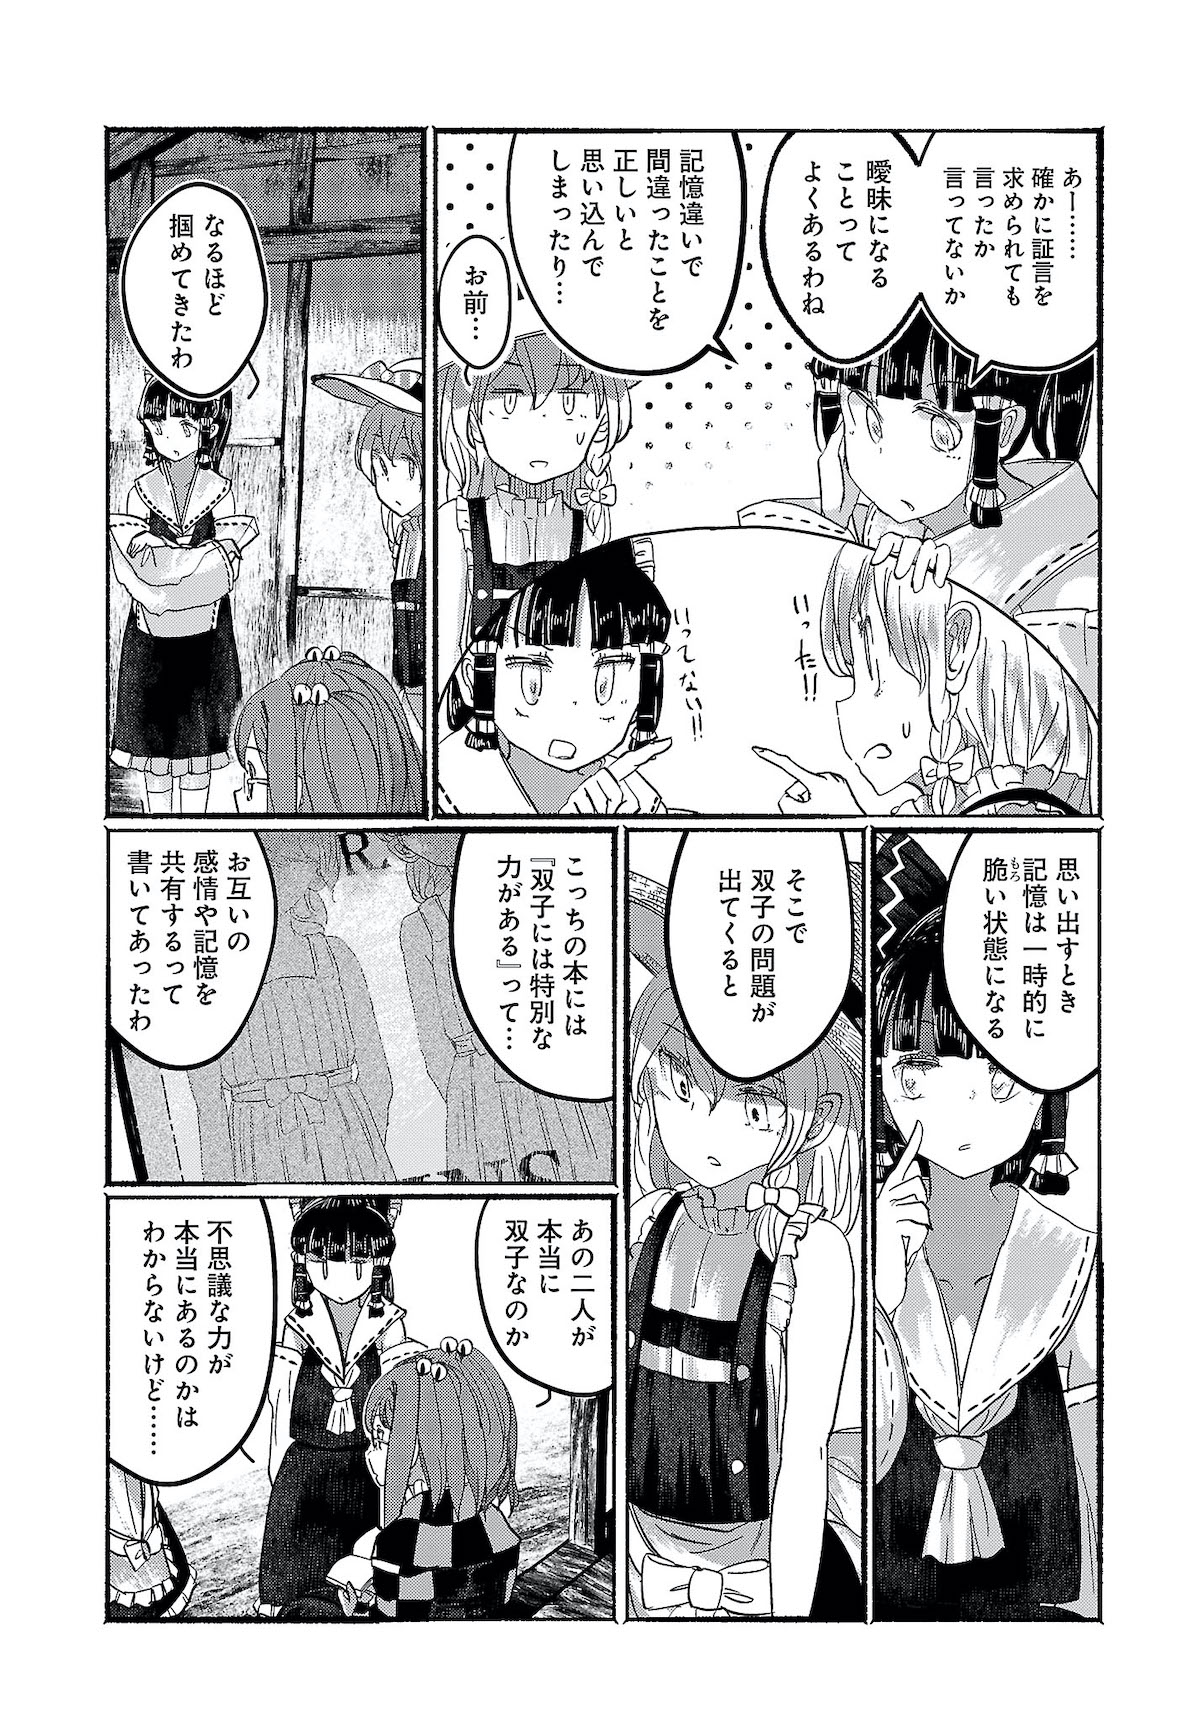 あー……
確かに証言を
求められても
言ったか
言ってないか
曖昧になる
ことって
よくあるわね
記憶違いで
間違ったことを
正しいと
思い込んで
しまったり…
お前…
いった!!
いってない!!
なるほど
掴めてきたわ
思い出すとき
記憶は一時的に
脆い状態になる
もろ
そこで
双子の問題が
出てくると
こっちの本には
『双子には特別な
力がある』って…
お互いの
感情や記憶を
共有するって
書いてあったわ
R
あの二人が
本当に
双子なのか
不思議な力が
本当にあるのかは
わからないけど……